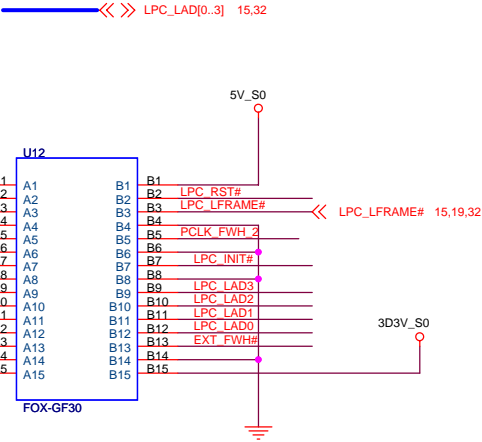 LPC_LAD[0..3] 15,32
5V_S0
U12
1 A1 B1 B1
2 A2 B2 B2 LPC_RST#
3 A3 B3 B3 LPC_LFRAME# LPC_LFRAME# 15,19,32
4 A4 B4 B4
5 A5 B5 B5 PCLK_FWH_2
6 A6 B6 B6
7 A7 B7 B7 LPC_INIT#
8 A8 B8 B8
9 A9 B9 B9 LPC_LAD3
0 A10 B10 B10 LPC_LAD2
1 A11 B11 B11 LPC_LAD1
2 A12 B12 B12 LPC_LAD0
3D3V_S0
3 A13 B13 B13 EXT_FWH#
4 A14 B14 B14
5 A15 B15 B15
FOX-GF30